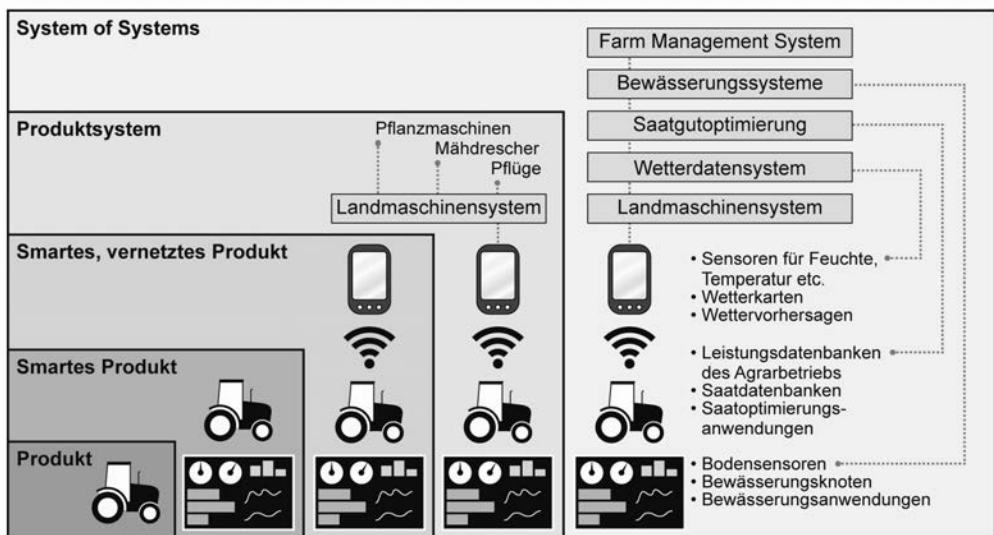 System of Systems
Farm Management System
Bewässerungssysteme
Produktsystem
Pflanzmaschinen
Mähdrescher
Pflüge
Saatgutoptimierung
Wetterdatensystem
Landmaschinensystem
Landmaschinensystem
Smartes, vernetztes Produkt
• Sensoren für Feuchte,
Temperatur etc.
• Wetterkarten
• Wettervorhersagen
Smartes Produkt
• Leistungsdatenbanken
des Agrarbetriebs
• Saatdatenbanken
• Saatoptimierungs-
anwendungen
Produkt
• Bodensensoren
• Bewässerungsknoten
• Bewässerungsanwendungen